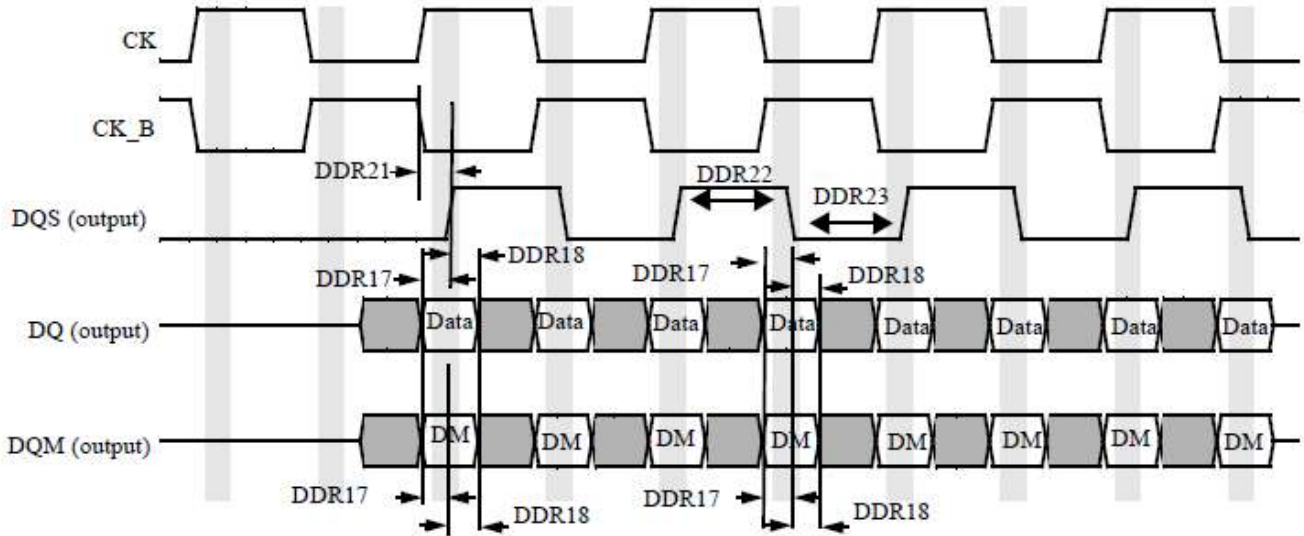 CK
CK_B
DDR21
DDR22
DDR23
DQS (output)
DDR17
DDR18
DDR17
DDR18
DQ (output)
Data
Data
Data
Data
Data
Data
Data
Data
DQM (output)
DM
DM
DM
DM
DM
DM
DM
DM
DDR17
DDR18
DDR17
DDR18